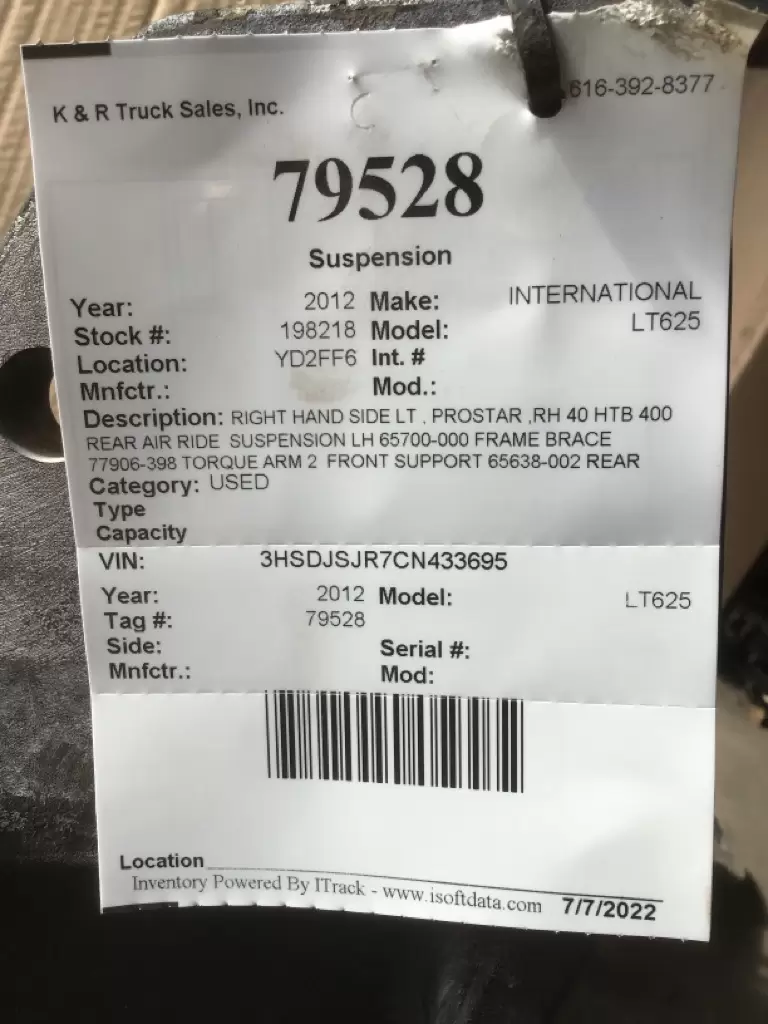 K & R Truck Sales, Inc. 616-392-8377
79528
Suspension
Year: 2012 Make: INTERNATIONAL
Stock #: 198218 Model: LT625
Location: YD2FF6 Int. #
Mnfctr.: Mod.:
Description: RIGHT HAND SIDE LT , PROSTAR ,RH 40 HTB 400
REAR AIR RIDE SUSPENSION LH 65700-000 FRAME BRACE
77906-398 TORQUE ARM 2 FRONT SUPPORT 65638-002 REAR
Category: USED
Type
Capacity
VIN: 3HSDJSJR7CN433695
Year: 2012 Model: LT625
Tag #: 79528
Side: Serial #:
Mnfctr.: Mod:
Location
Inventory Powered By ITrack - www.isoftdata.com 7/7/2022